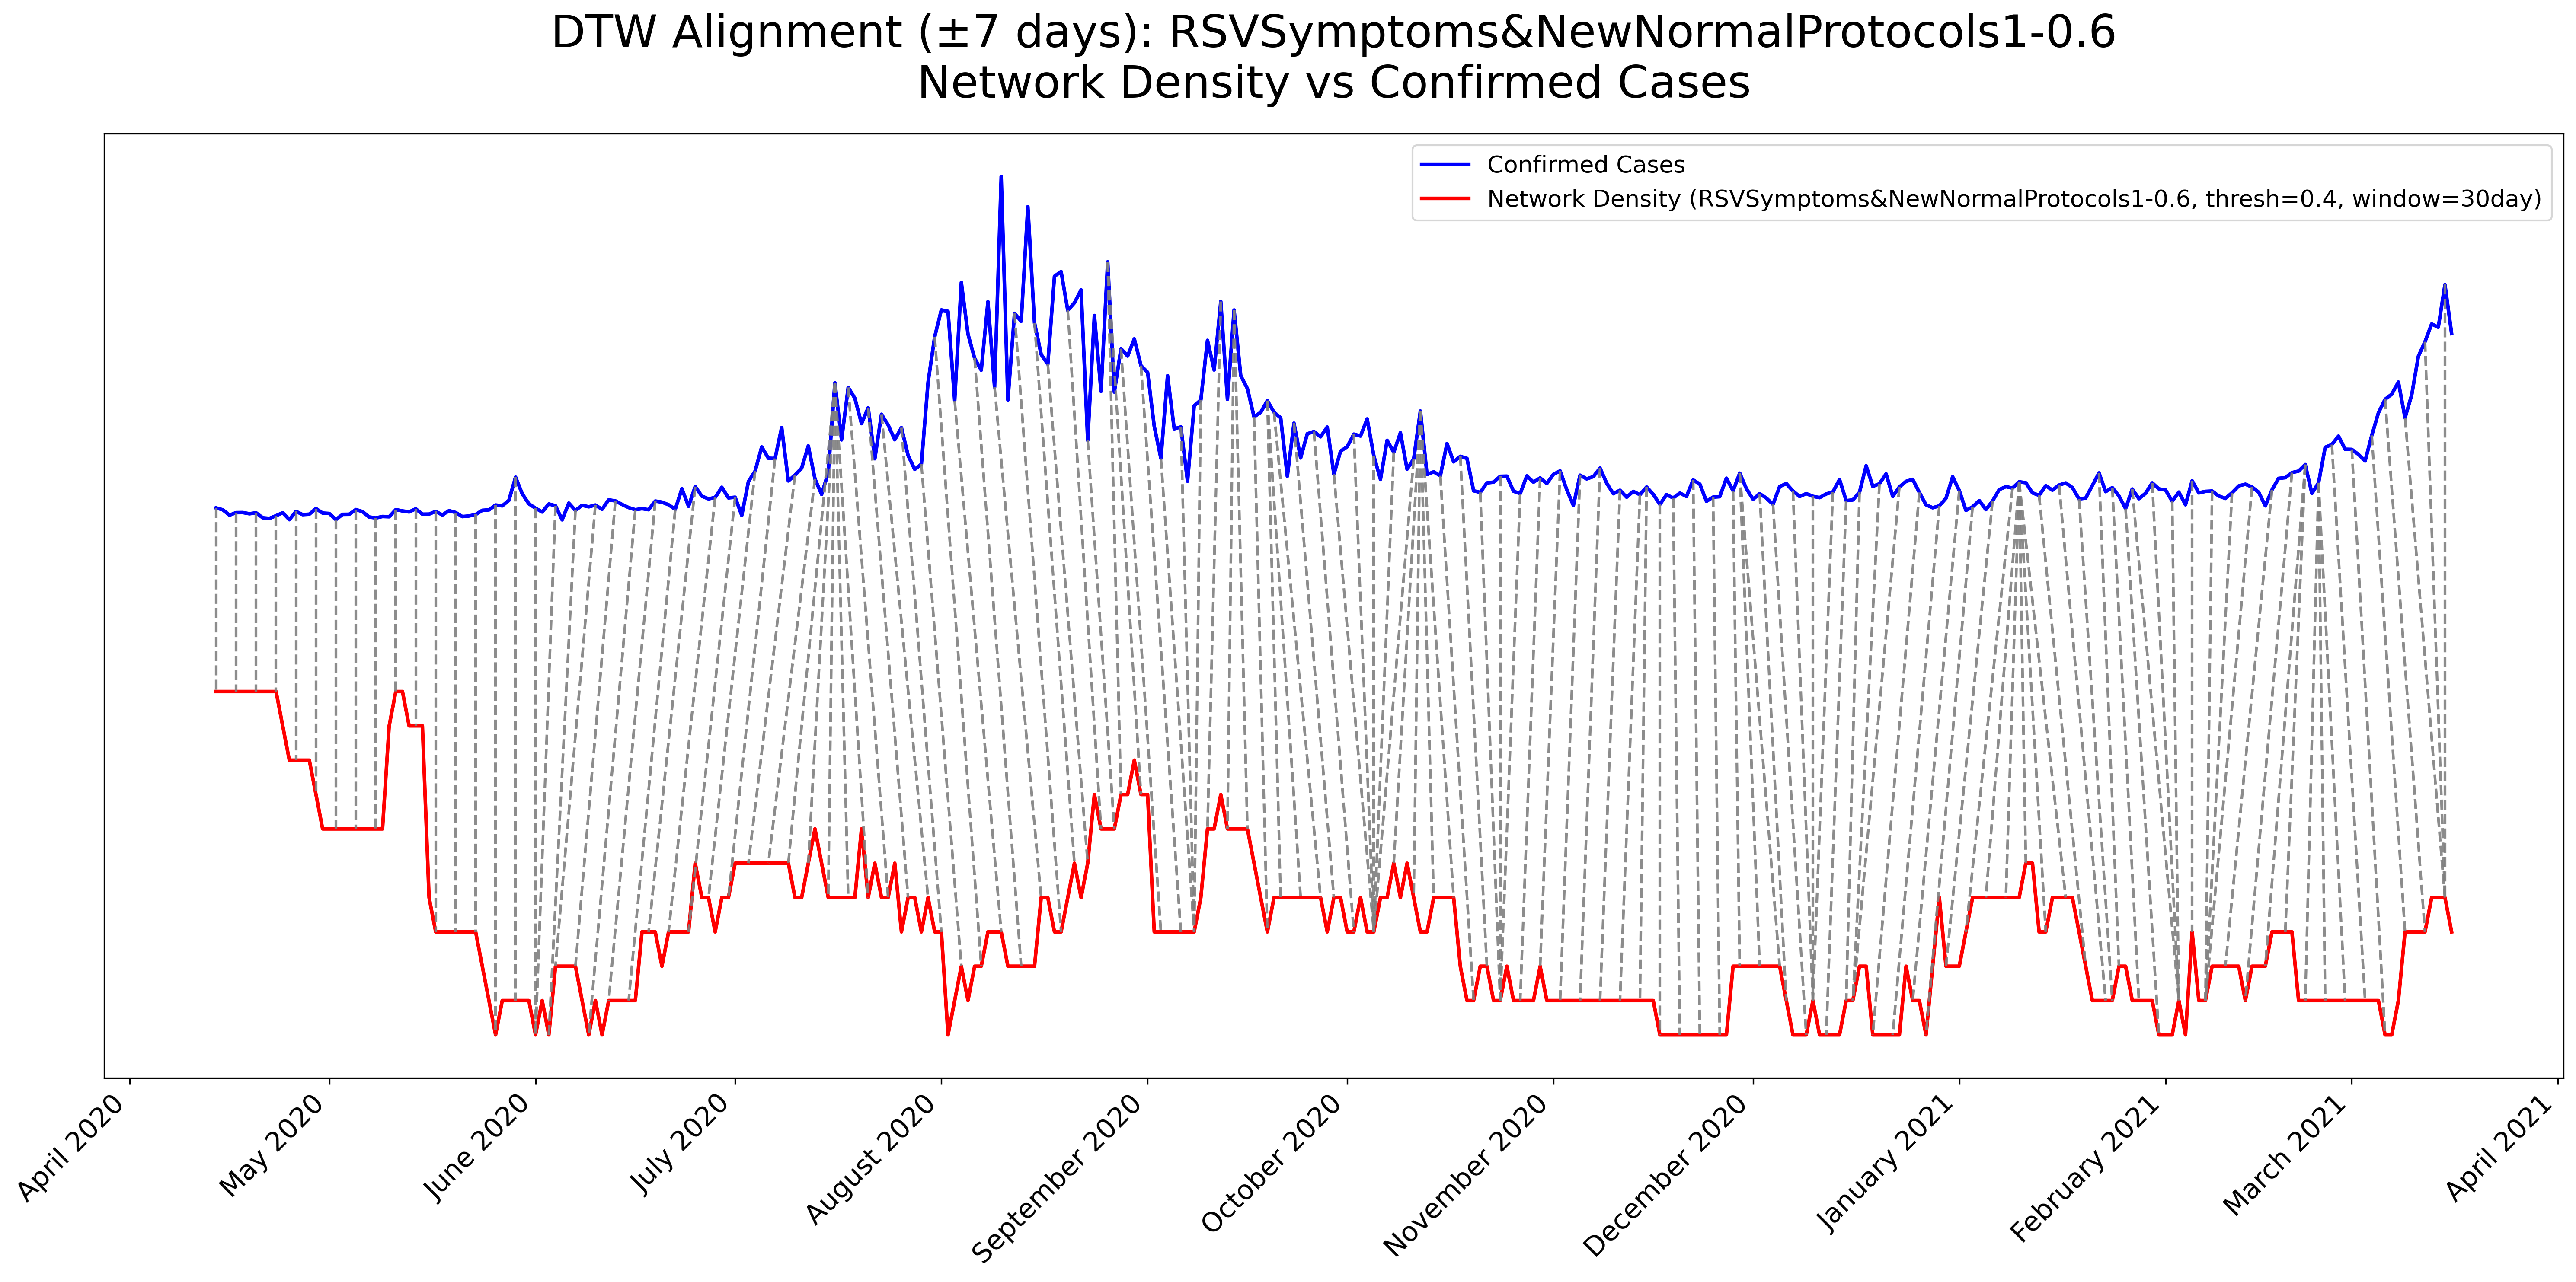 DTW Alignment (±7 days): RSVSymptoms&NewNormalProtocols1-0.6
Network Density vs Confirmed Cases
Confirmed Cases
Network Density (RSVSymptoms&NewNormalProtocols1-0.6, thresh=0.4, window=30day)
April 2020
May 2020
June 2020
July 2020
August 2020
September 2020
October 2020
November 2020
December 2020
January 2021
February 2021
March 2021
April 2021